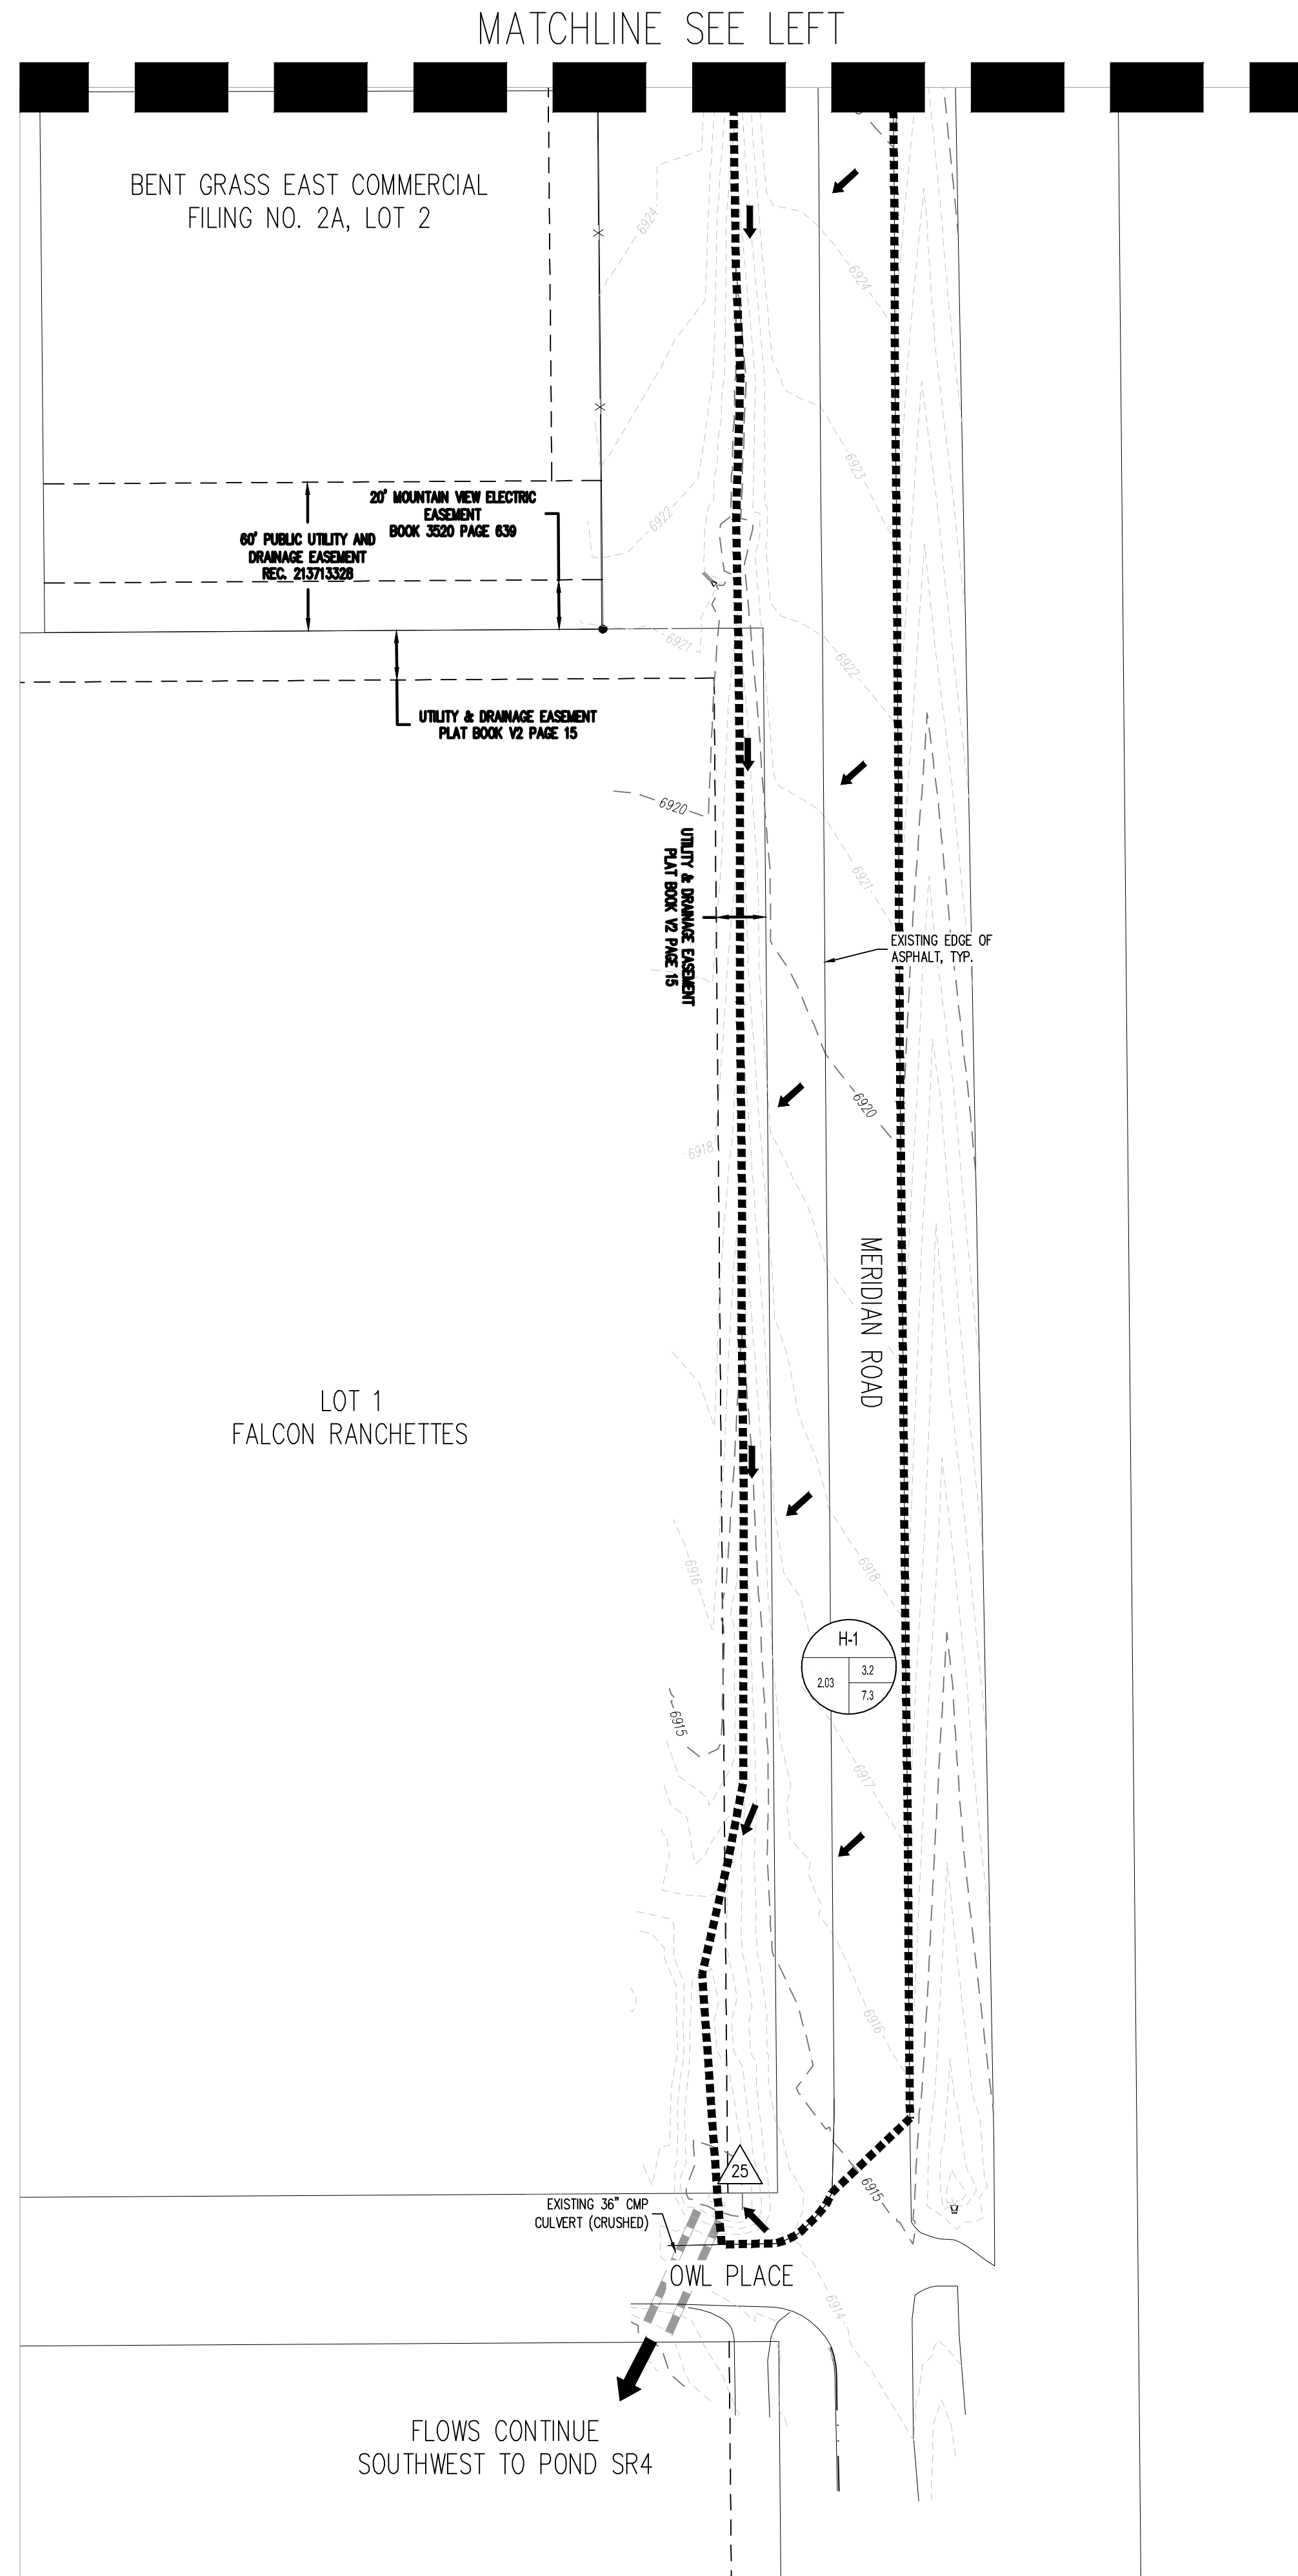 MATCHLINE SEE LEFT
BENT GRASS EAST COMMERCIAL
FILING NO. 2A, LOT 2
6924
6924
6923
20' MOUNTAIN VIEW ELECTRIC
EASEMENT
BOOK 3520 PAGE 639
60' PUBLIC UTILITY AND
DRAINAGE EASEMENT
REC. 213713328
6922
6921
6922
UTILITY & DRAINAGE EASEMENT
PLAT BOOK V2 PAGE 15
6920
UTILITY & DRAINAGE EASEMENT
PLAT BOOK V2 PAGE 15
6921
EXISTING EDGE OF
ASPHALT, TYP.
6920
6918
MERIDIAN ROAD
LOT 1
FALCON RANCHETTES
6916
6918
H-1
2.03
3.2
7.3
6915
6917
6916
25
6915
EXISTING 36" CMP
CULVERT (CRUSHED)
OWL PLACE
6914
FLOWS CONTINUE
SOUTHWEST TO POND SR4